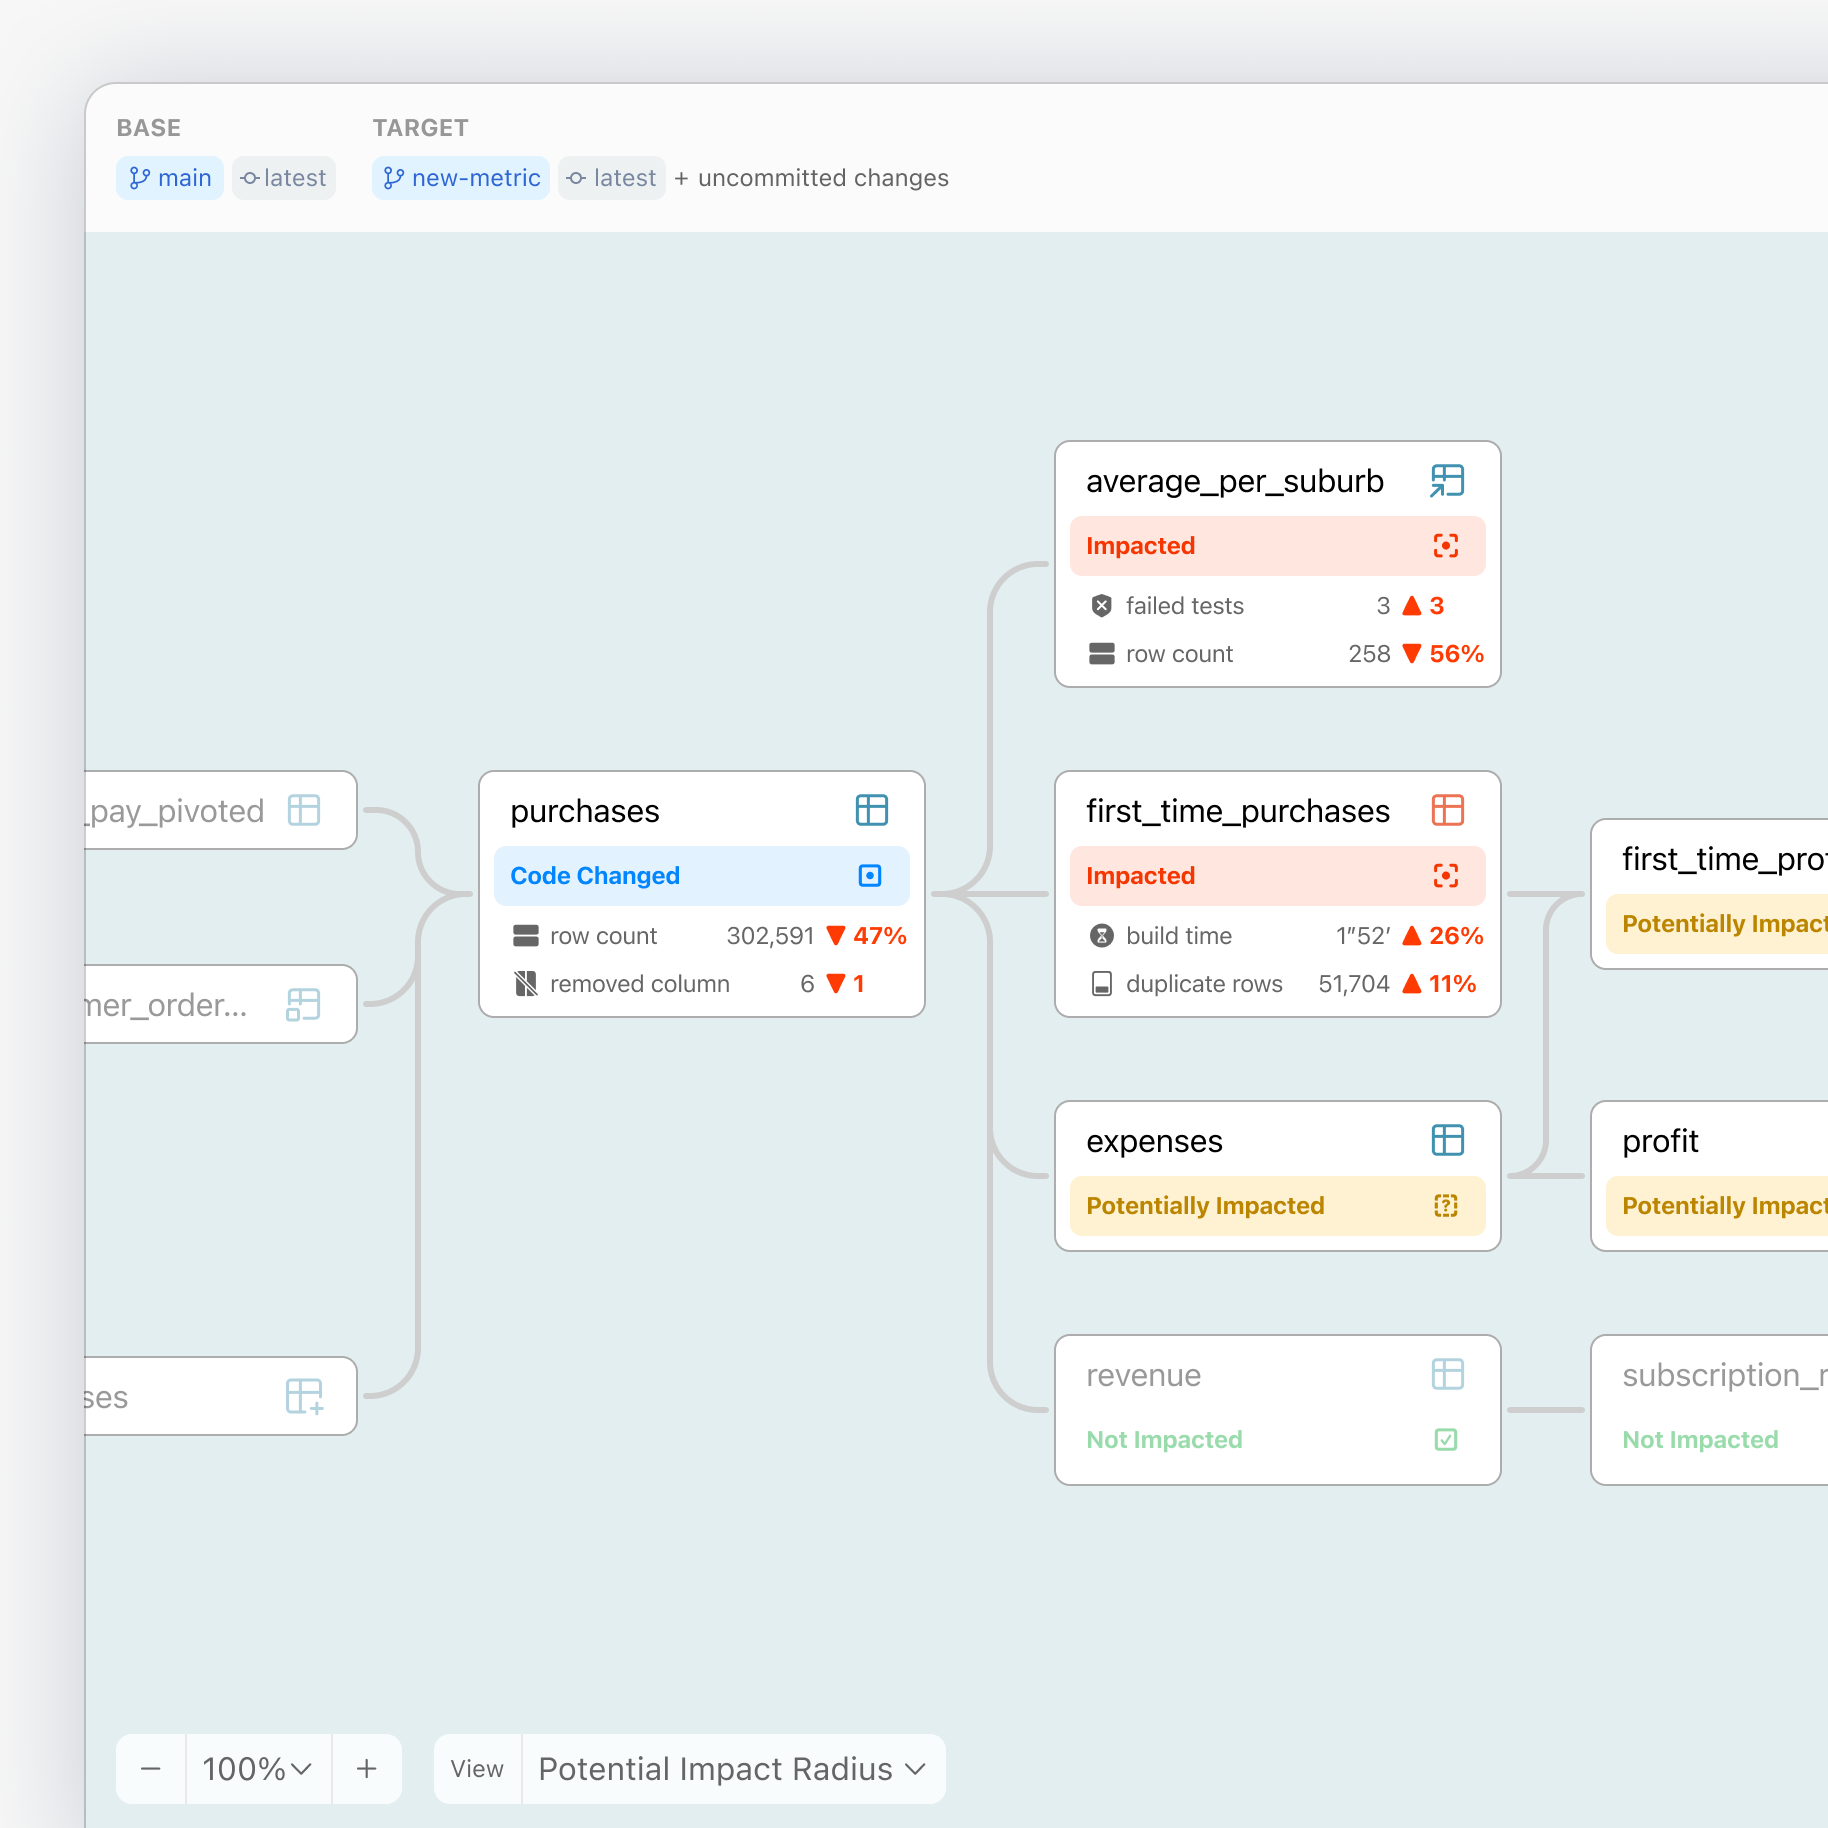 BASE TARGET
main latest new-metric latest + uncommitted changes
average_per_suburb
Impacted
failed tests 3 ▲ 3
row count 258 ▼ 56%
_pay_pivoted
mer_order...
ses
purchases
Code Changed
row count 302,591 ▼ 47%
removed column 6 ▼ 1
first_time_purchases
Impacted
build time 1”52’ ▲ 26%
duplicate rows 51,704 ▲ 11%
expenses
Potentially Impacted
revenue
Not Impacted
first_time_prof
Potentially Impact
profit
Potentially Impact
subscription_r
Not Impacted
− 100% + View Potential Impact Radius